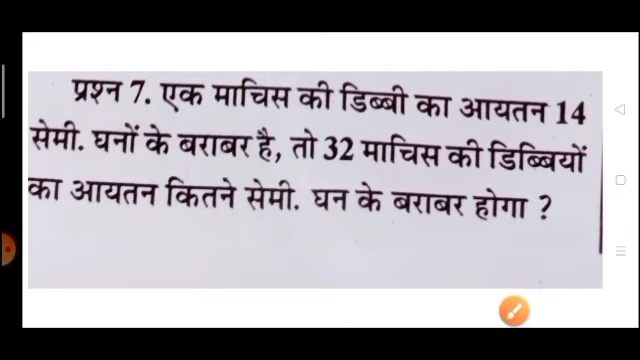 प्रश्न 7. एक माचिस की डिब्बी का आयतन 14
सेमी. घनों के बराबर है, तो 32 माचिस की डिब्बियों
का आयतन कितने सेमी. घन के बराबर होगा ?